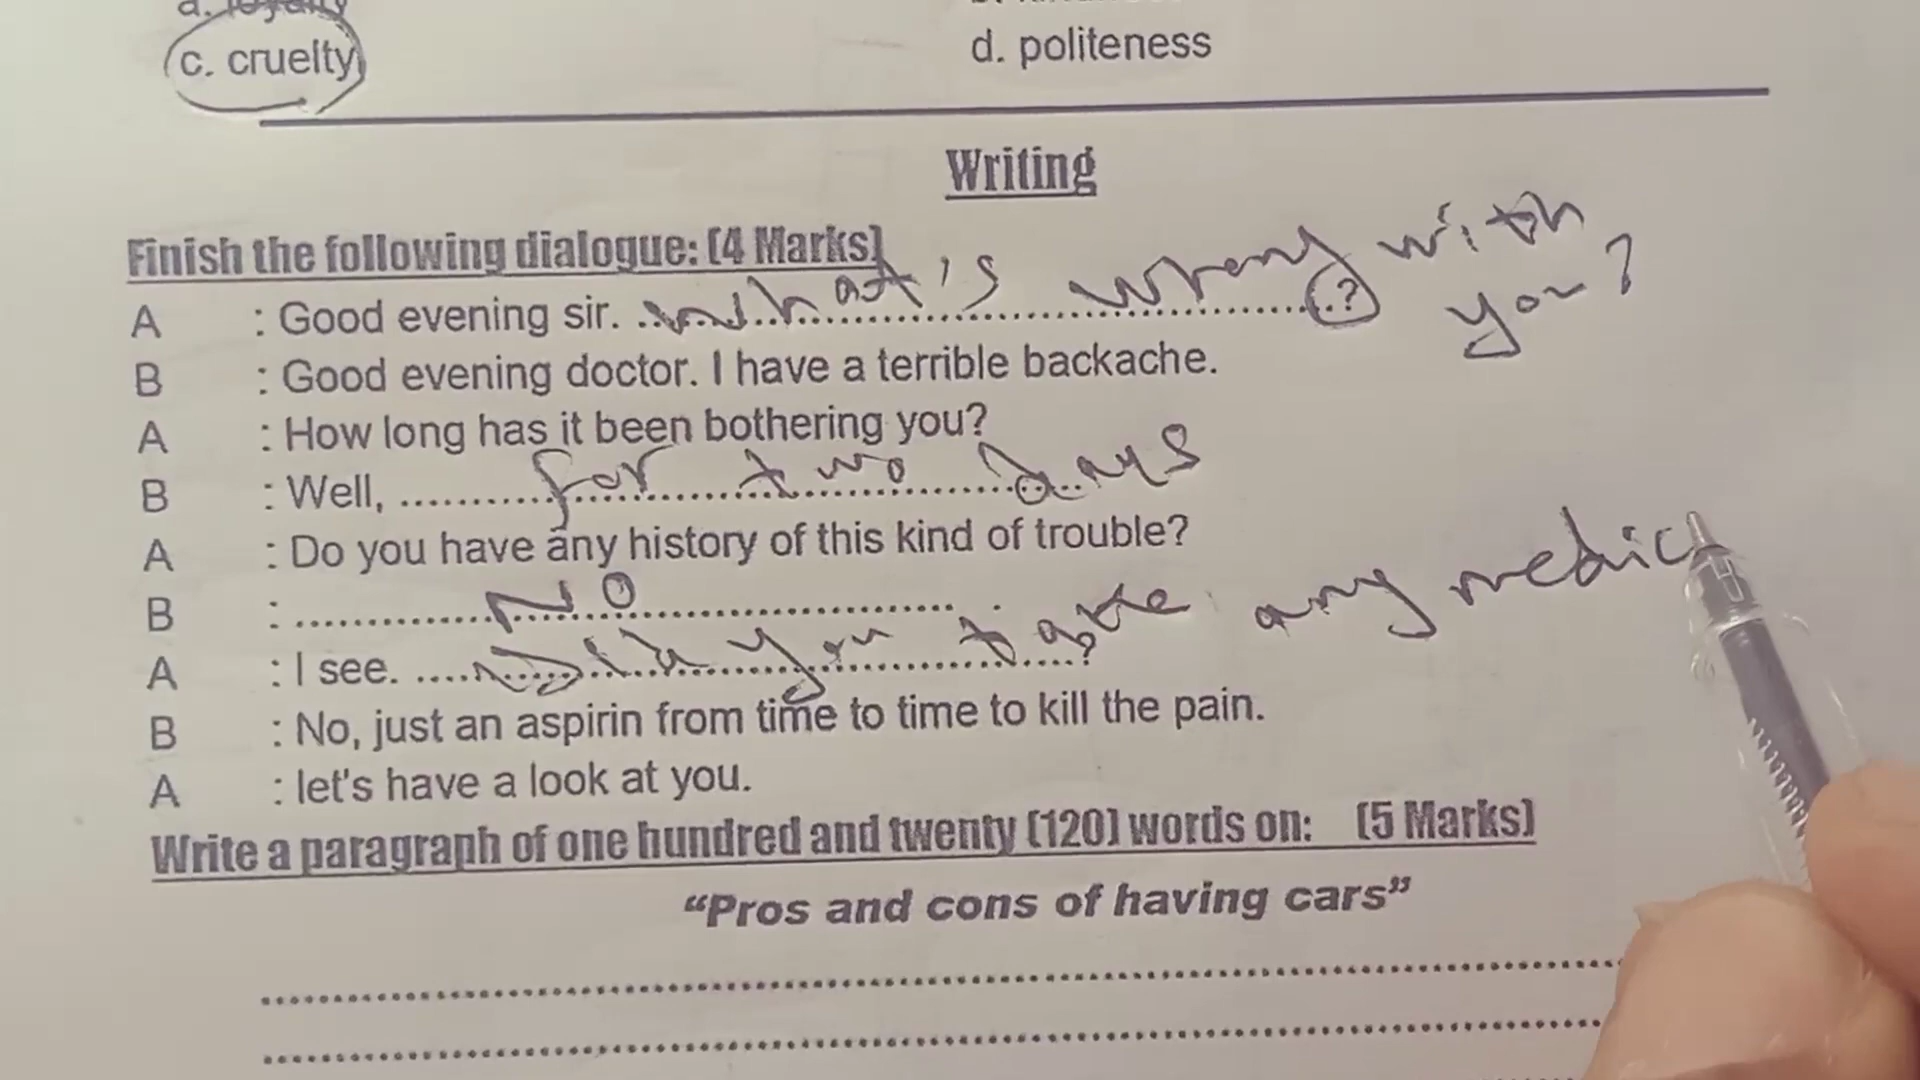 a. loyalty
c. cruelty
d. politeness
Writing
Finish the following dialogue: (4 Marks)
A : Good evening sir. what's wrong with you? .?
B : Good evening doctor. I have a terrible backache.
A : How long has it been bothering you?
B : Well, for two days
A : Do you have any history of this kind of trouble?
B : No
A : I see. Did you take any medic ?
B : No, just an aspirin from time to time to kill the pain.
A : let's have a look at you.
Write a paragraph of one hundred and twenty (120) words on: (5 Marks)
“Pros and cons of having cars”